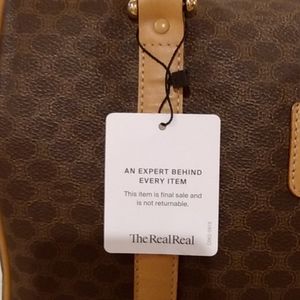 AN EXPERT BEHIND
EVERY ITEM
This item is final sale and
is not returnable.
The RealReal